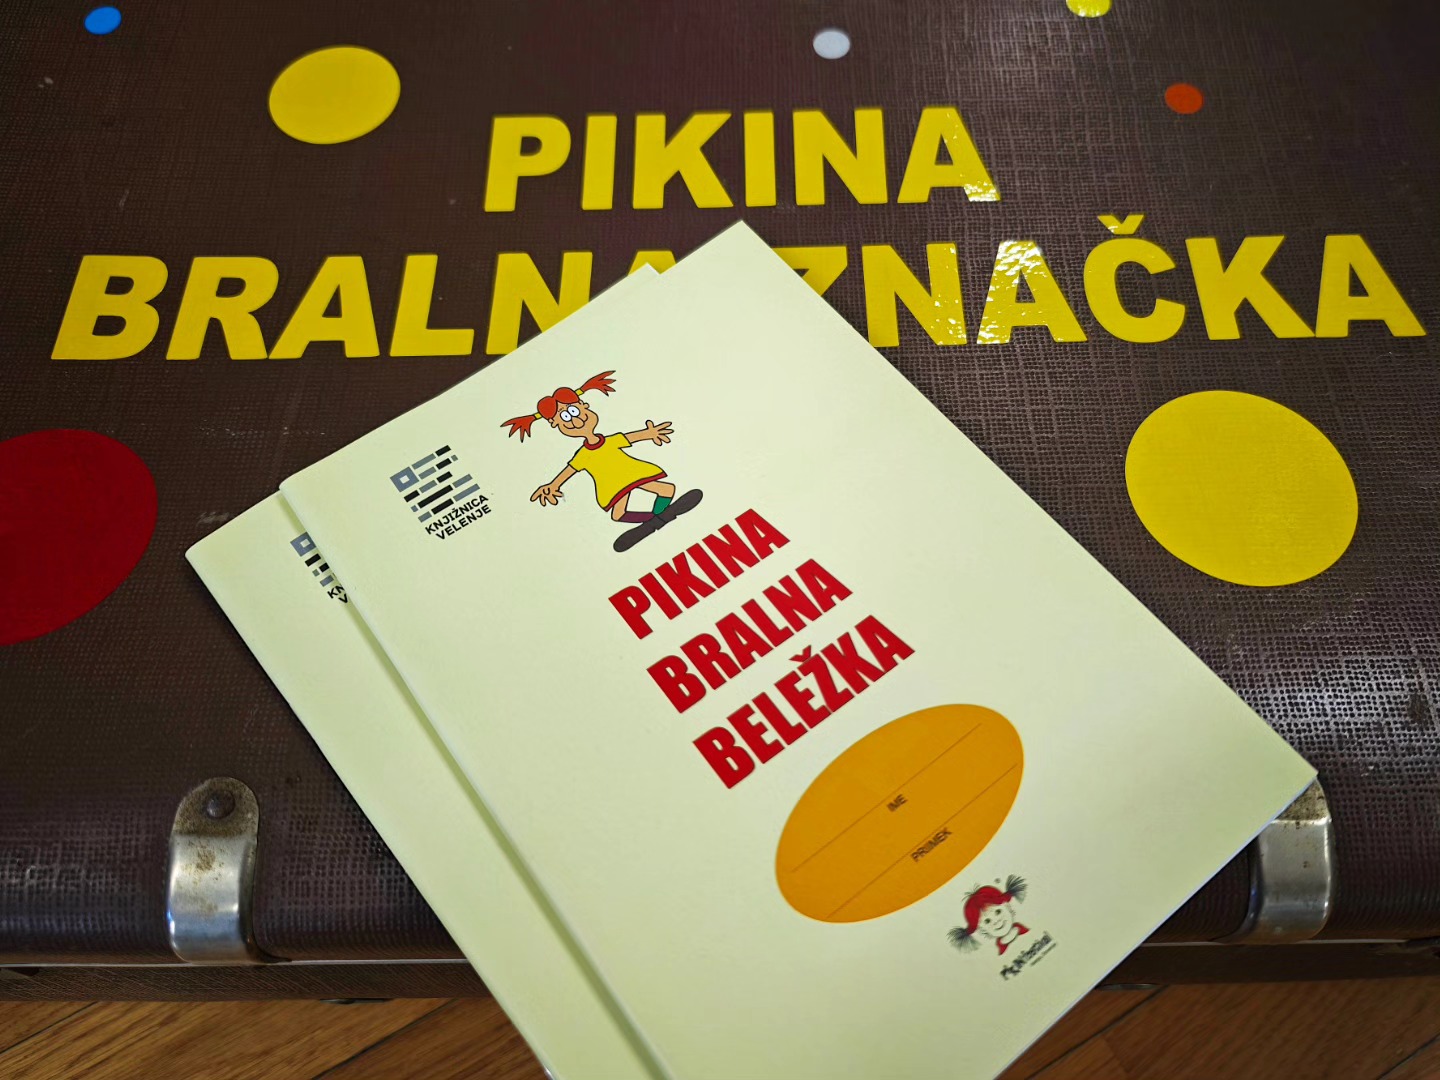 PIKINA
BRALNA ZNAČKA
KNJIŽNICA
VELENJE
PIKINA
BRALNA
BELEŽKA
IME
PRIIMEK